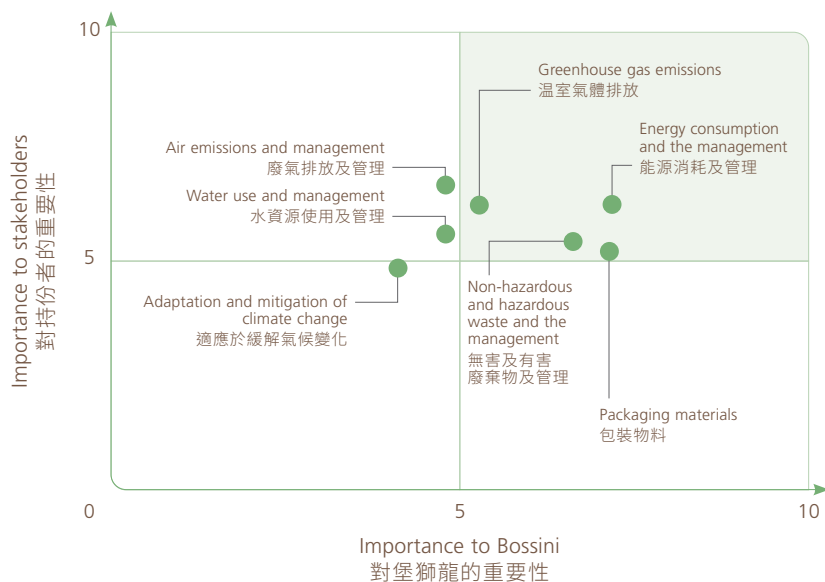 10
Greenhouse gas emissions
温室氣體排放
Energy consumption
and the management
能源消耗及管理
Air emissions and management
廢氣排放及管理
Water use and management
水資源使用及管理
Importance to stakeholders
對持份者的重要性
5
Adaptation and mitigation of
climate change
適應於緩解氣候變化
Non-hazardous
and hazardous
waste and the
management
無害及有害
廢棄物及管理
Packaging materials
包裝物料
0
5
10
Importance to Bossini
對堡獅龍的重要性